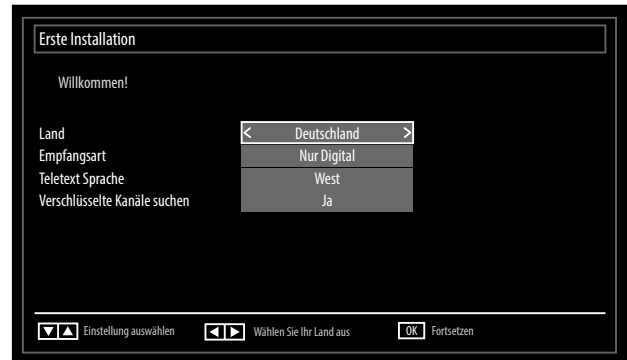 Erste Installation
Willkommen!
Land < Deutschland >
Empfangsart Nur Digital
Teletext Sprache West
Verschlüsselte Kanäle suchen Ja
Einstellung auswählen Wählen Sie Ihr Land aus OK Fortsetzen